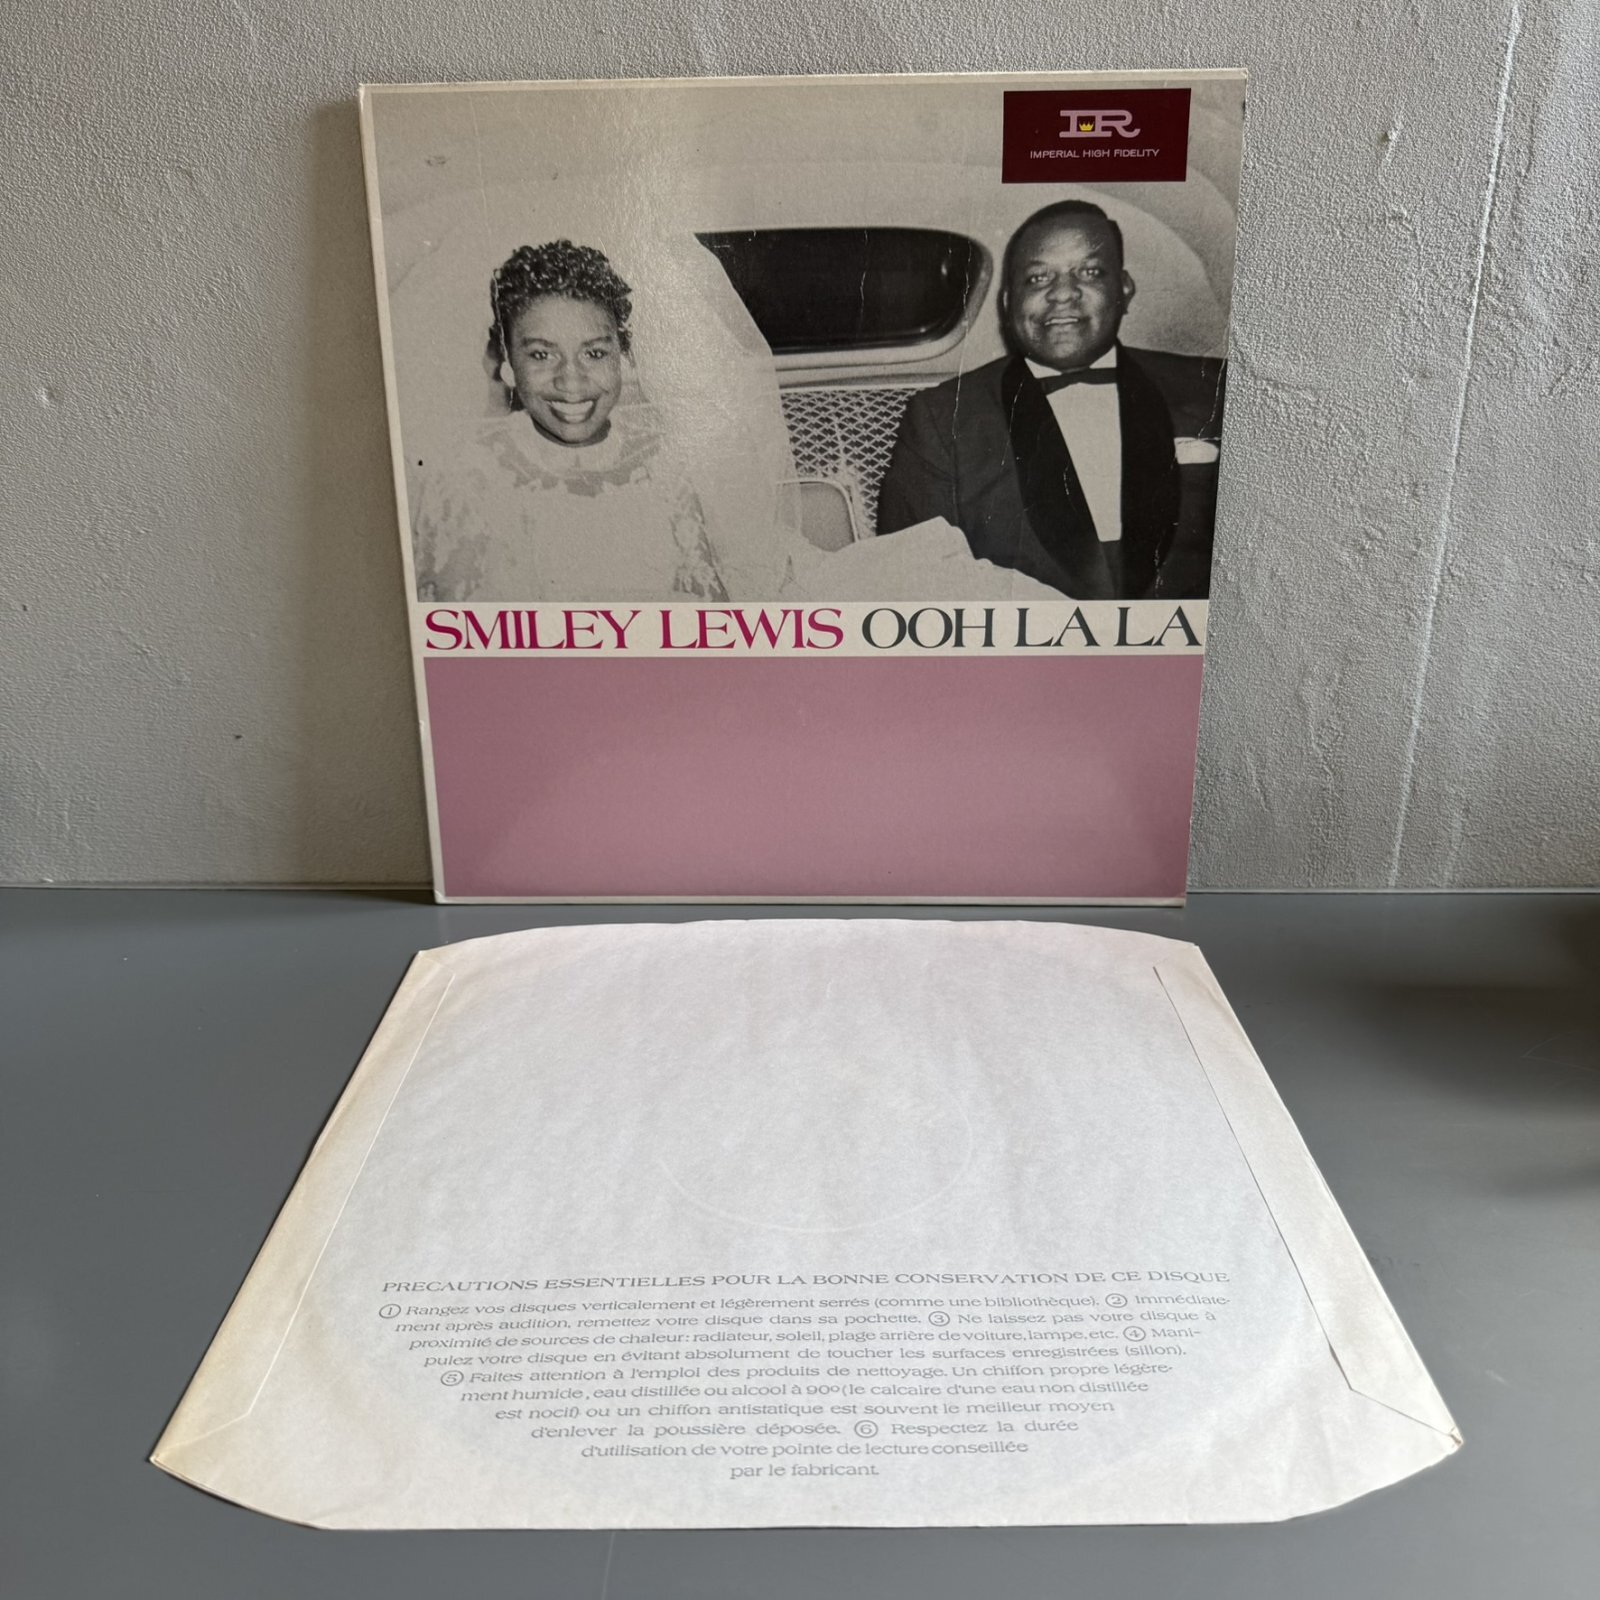 IR
IMPERIAL HIGH FIDELITY
SMILEY LEWIS OOH LA LA
PRECAUTIONS ESSENTIELLES POUR LA BONNE CONSERVATION DE CE DISQUE
① Rangez vos disques verticalement et légèrement serrés (comme une bibliothèque). ② Immédiate-
ment après audition, remettez votre disque dans sa pochette. ③ Ne laissez pas votre disque à
proximité de sources de chaleur: radiateur, soleil, plage arrière de voiture, lampe, etc. ④ Mani-
pulez votre disque en évitant absolument de toucher les surfaces enregistrées (sillon).
⑤ Faites attention à l'emploi des produits de nettoyage. Un chiffon propre légère-
ment humide, eau distillée ou alcool à 90º (le calcaire d'une eau non distillée
est nocif) ou un chiffon antistatique est souvent le meilleur moyen
d'enlever la poussière déposée. ⑥ Respectez la durée
d'utilisation de votre pointe de lecture conseillée
par le fabricant.